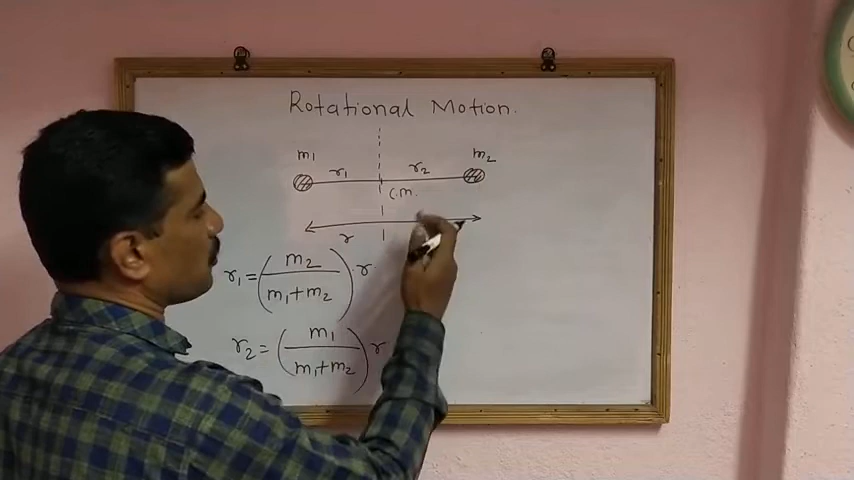 Rotational Motion.
m1 m2
r1 r2
C.M.
r
r1 = (m2 / m1+m2) . r
r2 = (m1 / m1+m2) r